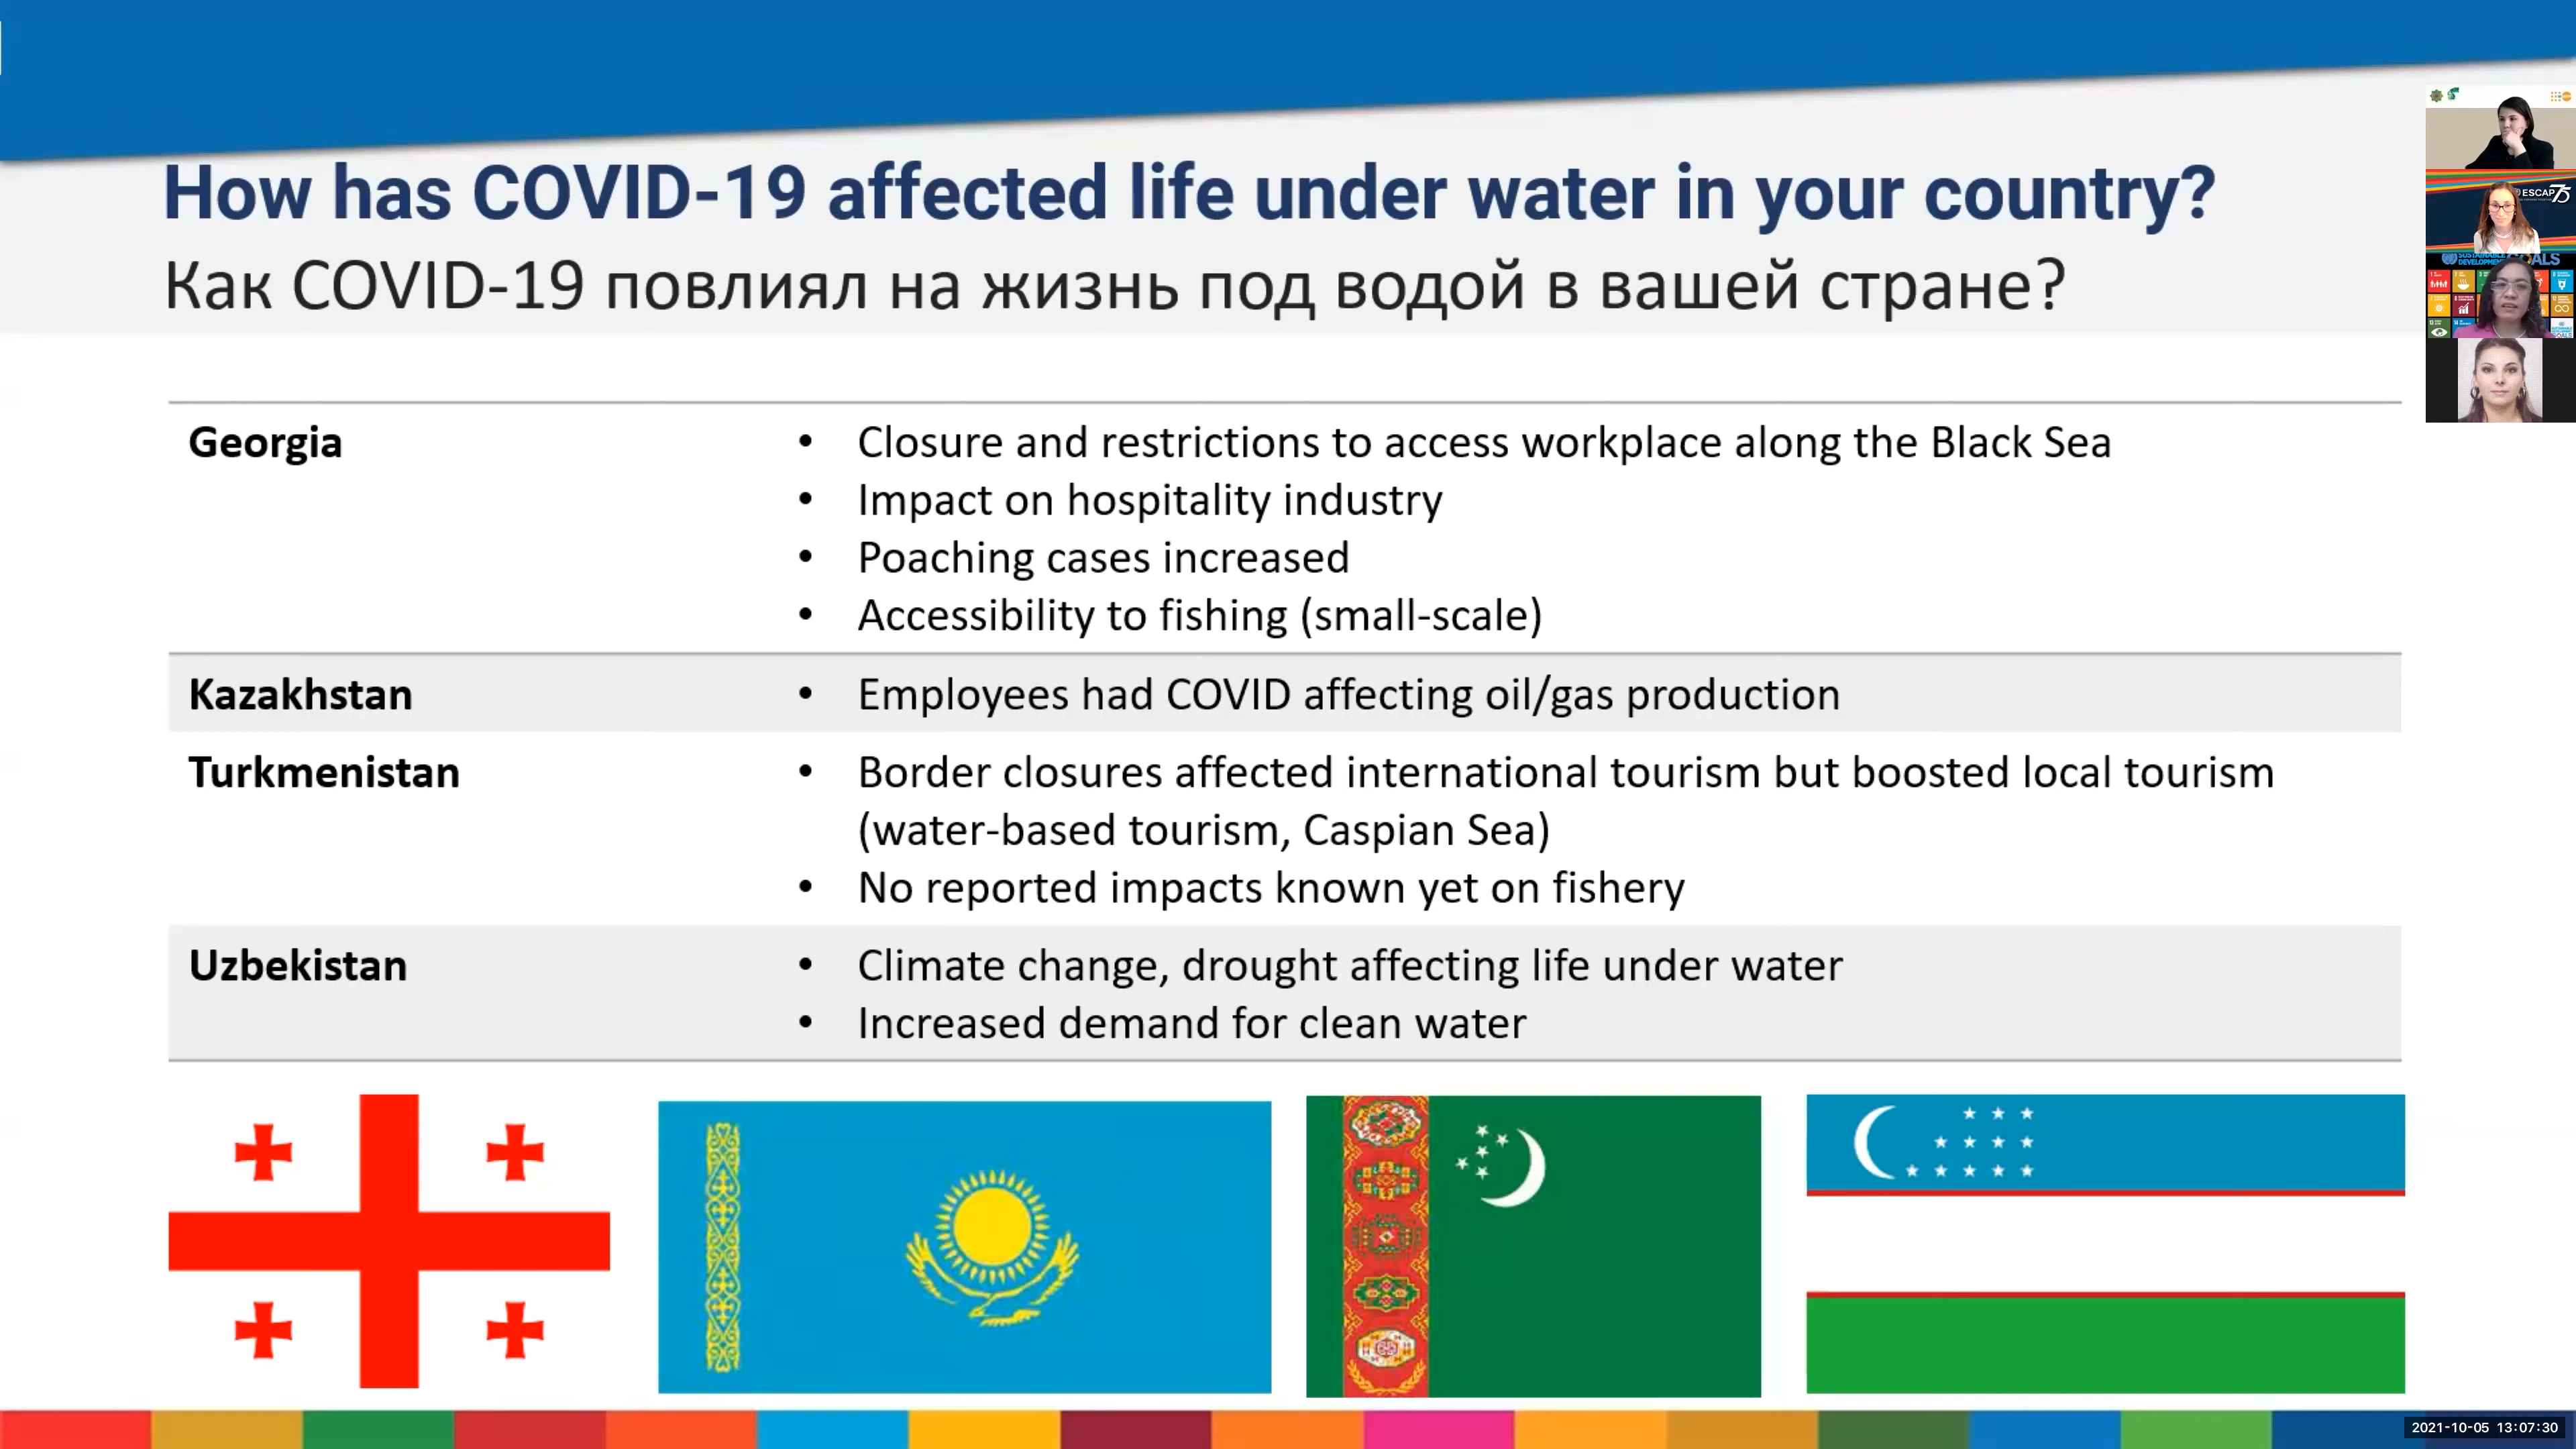 How has COVID-19 affected life under water in your country?
Как COVID-19 повлиял на жизнь под водой в вашей стране?
ESCAP 75
SUSTAINABLE
DEVELOPMENT GOALS
Georgia
• Closure and restrictions to access workplace along the Black Sea
• Impact on hospitality industry
• Poaching cases increased
• Accessibility to fishing (small-scale)
Kazakhstan
• Employees had COVID affecting oil/gas production
Turkmenistan
• Border closures affected international tourism but boosted local tourism
(water-based tourism, Caspian Sea)
• No reported impacts known yet on fishery
Uzbekistan
• Climate change, drought affecting life under water
• Increased demand for clean water
2021-10-05 13:07:30